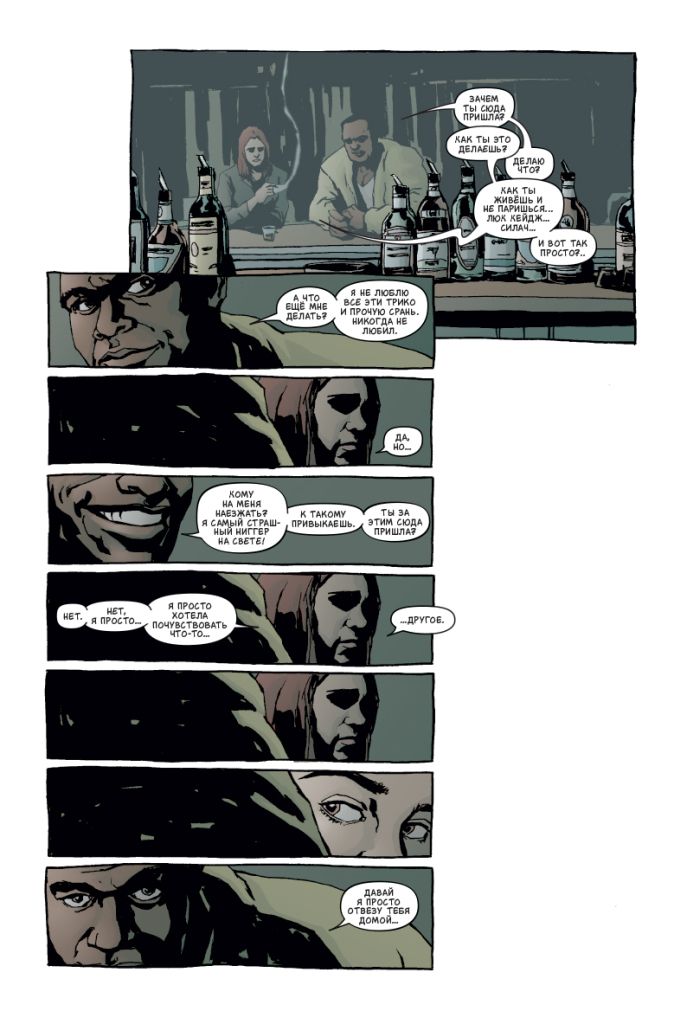 ЗАЧЕМ
ТЫ СЮДА
ПРИШЛА?
КАК ТЫ ЭТО
ДЕЛАЕШЬ?
ДЕЛАЮ
ЧТО?
КАК ТЫ
ЖИВЁШЬ И
НЕ ПАРИШЬСЯ...
ЛЮК КЕЙДЖ...
СИЛАЧ...
И ВОТ ТАК
ПРОСТО?..
А ЧТО
ЕЩЁ МНЕ
ДЕЛАТЬ?
Я НЕ ЛЮБЛЮ
ВСЕ ЭТИ ТРИКО
И ПРОЧУЮ СРАНЬ.
НИКОГДА НЕ
ЛЮБИЛ.
ДА,
НО...
КОМУ
НА МЕНЯ
НАЕЗЖАТЬ?
Я САМЫЙ СТРАШ-
НЫЙ НИГГЕР
НА СВЕТЕ!
К ТАКОМУ
ПРИВЫКАЕШЬ.
ТЫ ЗА
ЭТИМ СЮДА
ПРИШЛА?
НЕТ.
НЕТ,
Я ПРОСТО...
Я ПРОСТО
ХОТЕЛА
ПОЧУВСТВОВАТЬ
ЧТО-ТО...
...ДРУГОЕ.
ДАВАЙ
Я ПРОСТО
ОТВЕЗУ ТЕБЯ
ДОМОЙ...